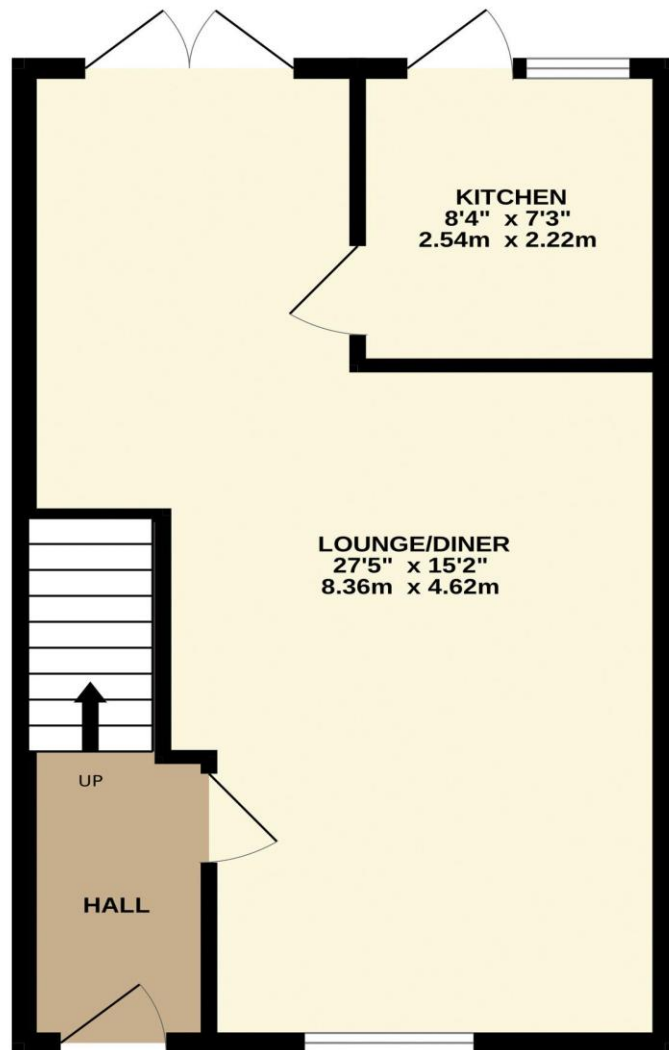 KITCHEN
8'4" x 7'3"
2.54m x 2.22m
LOUNGE/DINER
27'5" x 15'2"
8.36m x 4.62m
UP
HALL